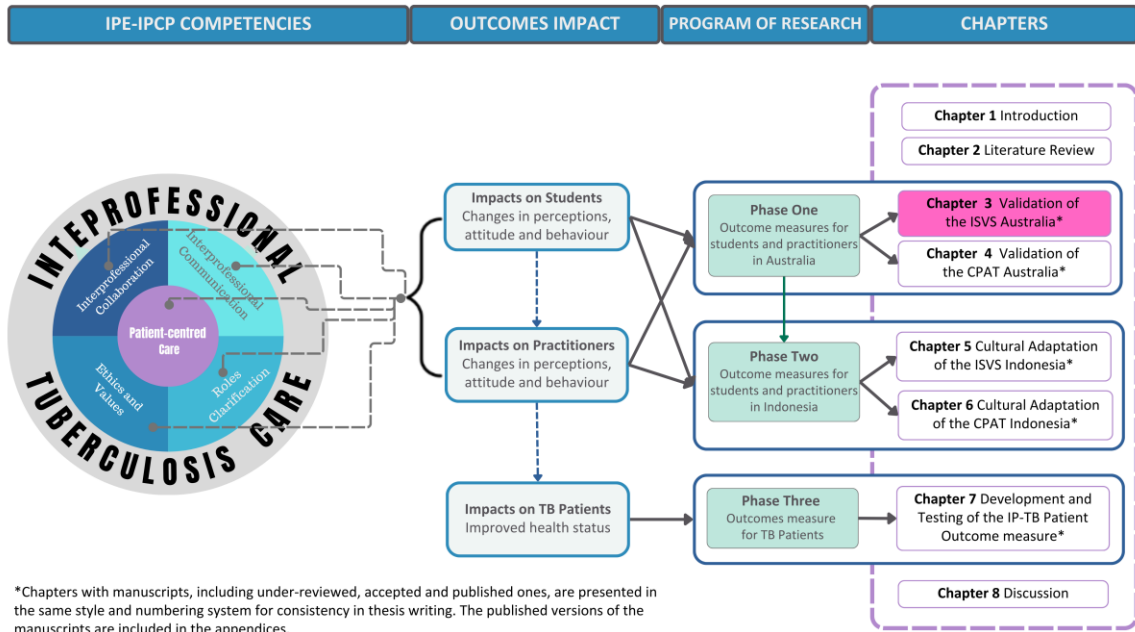 IPE-IPCP COMPETENCIES
OUTCOMES IMPACT
PROGRAM OF RESEARCH
CHAPTERS
INTEPROFESSIONAL
TUBERCULOSIS CARE
Interprofessional
Collaboration
Interprofessional
Communication
Patient-centred
Care
Ethics and
Values
Roles
Clarification
Impacts on Students
Changes in perceptions,
attitude and behaviour
Impacts on Practitioners
Changes in perceptions,
attitude and behaviour
Impacts on TB Patients
Improved health status
Phase One
Outcome measures for
students and practitioners
in Australia
Phase Two
Outcome measures for
students and practitioners
in Indonesia
Phase Three
Outcomes measure
for TB Patients
Chapter 1 Introduction
Chapter 2 Literature Review
Chapter 3 Validation of
the ISVS Australia*
Chapter 4 Validation of
the CPAT Australia*
Chapter 5 Cultural Adaptation
of the ISVS Indonesia*
Chapter 6 Cultural Adaptation
of the CPAT Indonesia*
Chapter 7 Development and
Testing of the IP-TB Patient
Outcome measure*
Chapter 8 Discussion
*Chapters with manuscripts, including under-reviewed, accepted and published ones, are presented in
the same style and numbering system for consistency in thesis writing. The published versions of the
manuscripts are included in the appendices